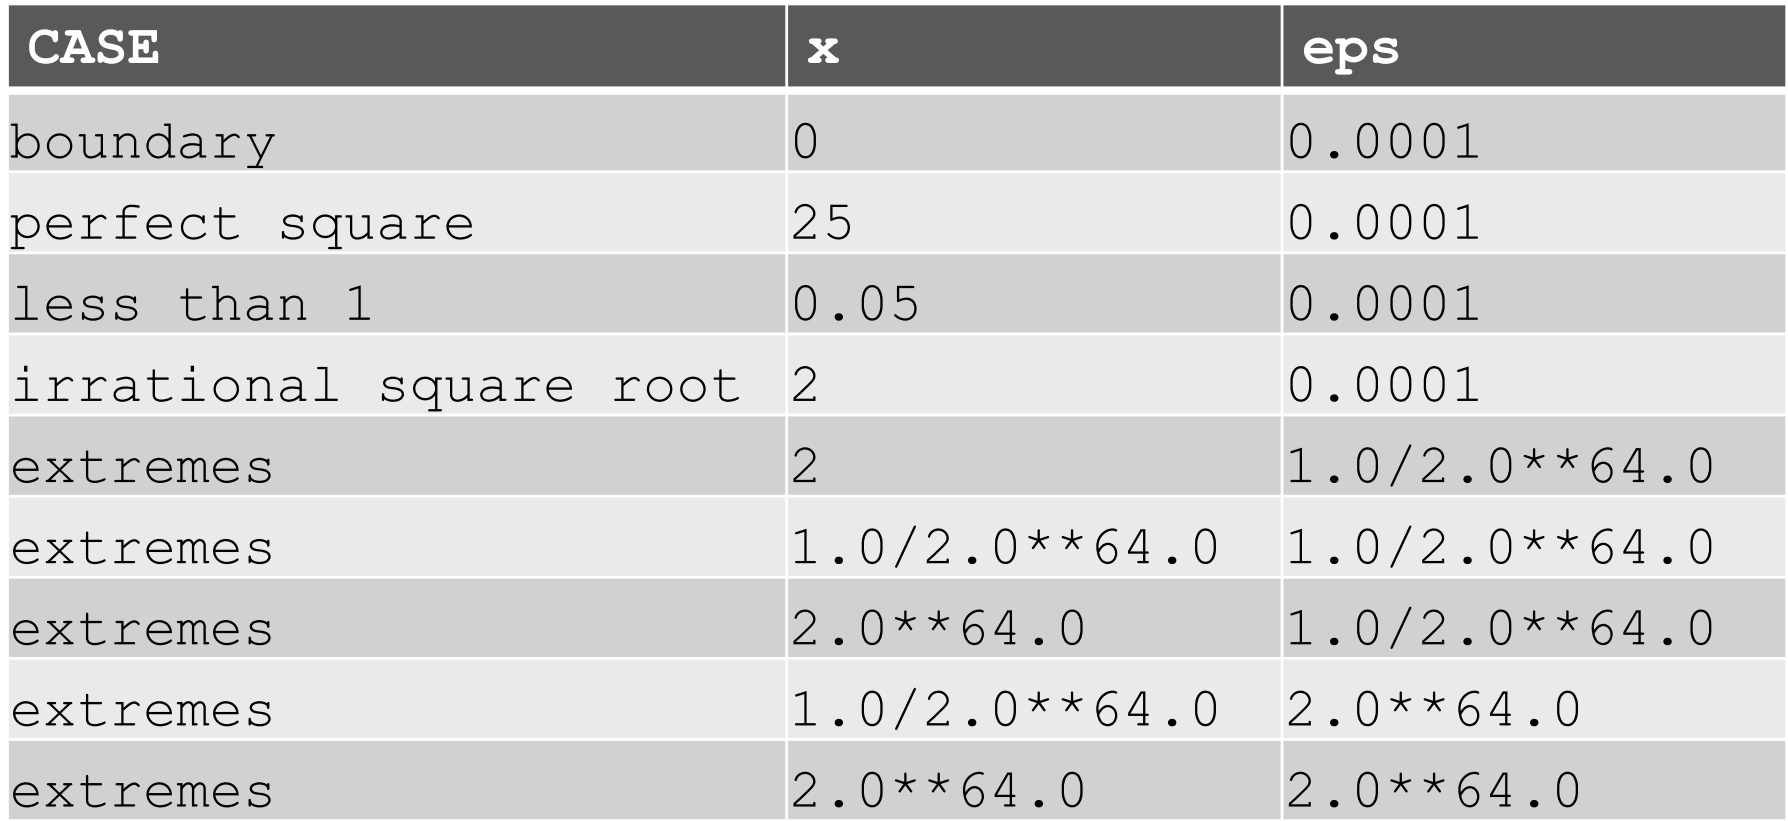 CASE x eps
boundary 0 0.0001
perfect square 25 0.0001
less than 1 0.05 0.0001
irrational square root 2 0.0001
extremes 2 1.0/2.0**64.0
extremes 1.0/2.0**64.0 1.0/2.0**64.0
extremes 2.0**64.0 1.0/2.0**64.0
extremes 1.0/2.0**64.0 2.0**64.0
extremes 2.0**64.0 2.0**64.0